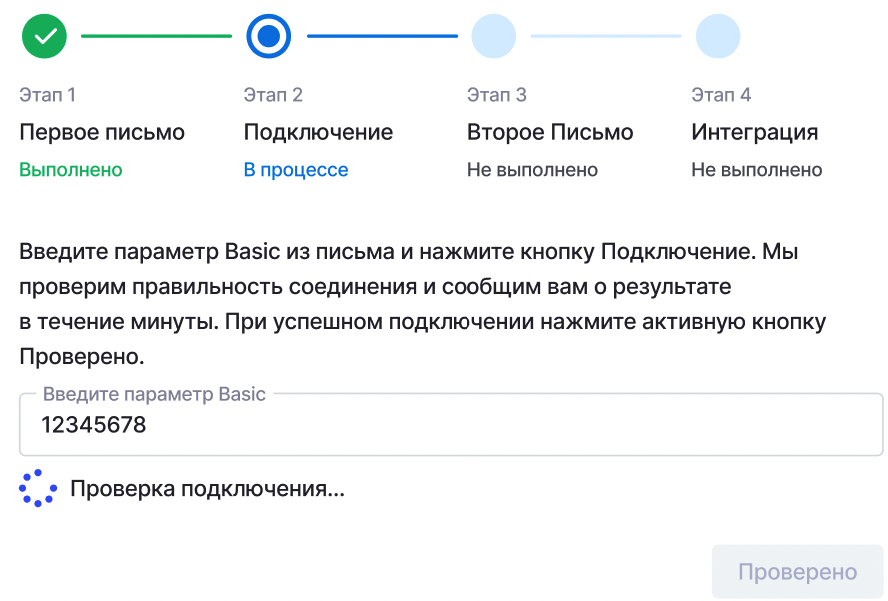 Этап 1
Этап 2
Этап 3
Этап 4
Первое письмо
Подключение
Второе Письмо
Интеграция
Выполнено
В процессе
Не выполнено
Не выполнено
Введите параметр Basic из письма и нажмите кнопку Подключение. Мы
проверим правильность соединения и сообщим вам о результате
в течение минуты. При успешном подключении нажмите активную кнопку
Проверено.
Введите параметр Basic
12345678
Проверка подключения...
Проверено